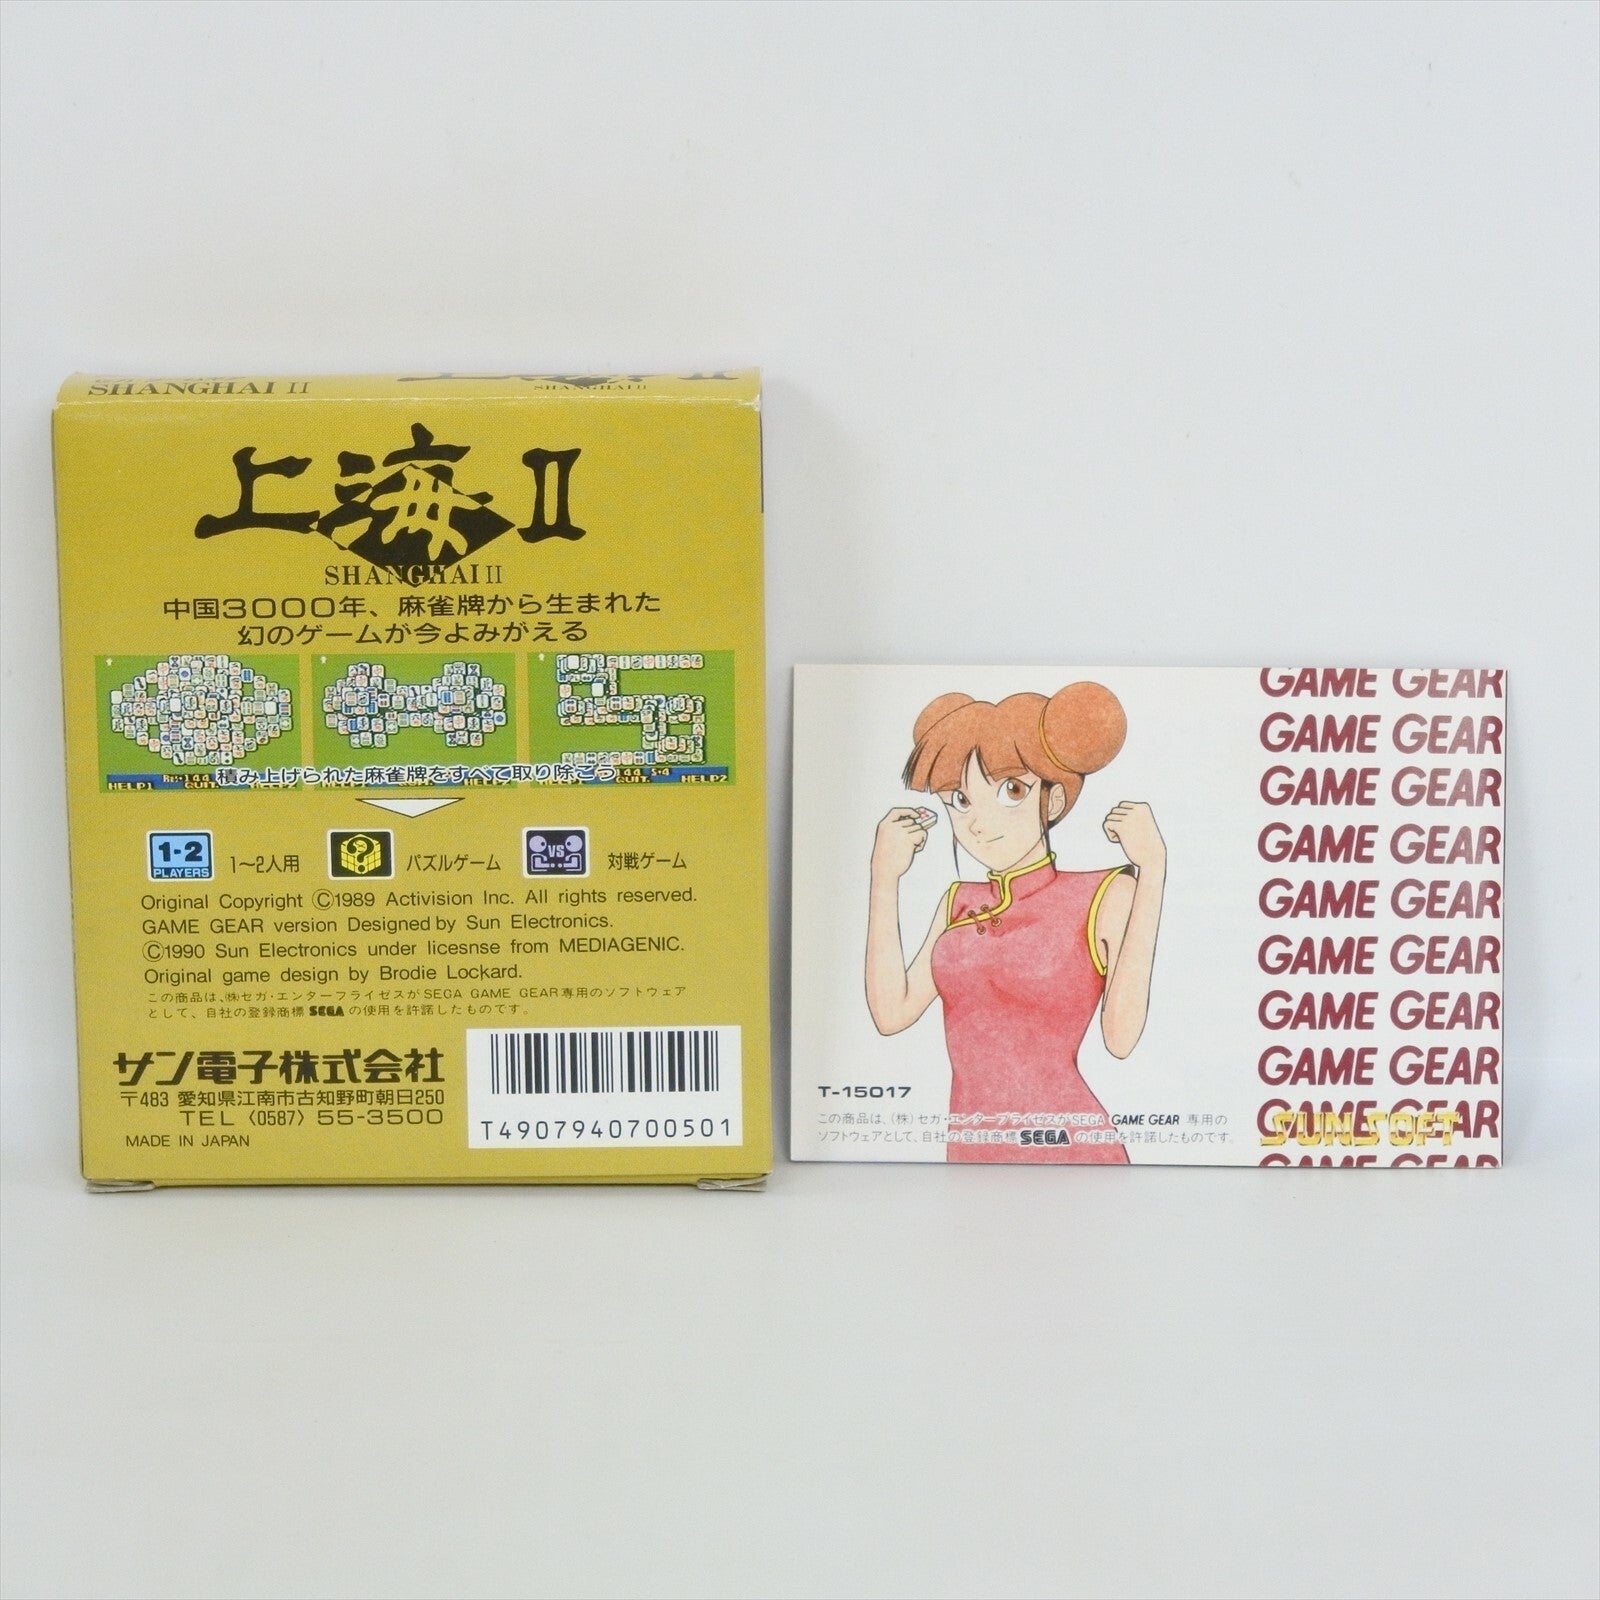 SHANGHAI II
SHANGHAI II
上海II
SHANGHAI II
中国3000年、麻雀牌から生まれた
幻のゲームが今よみがえる
積み上げられた麻雀牌をすべて取り除こう
HELP1 QUIT HELP2
1-2
PLAYERS
1〜2人用
パズルゲーム
VS
対戦ゲーム
Original Copyright ©1989 Activision Inc. All rights reserved.
GAME GEAR version Designed by Sun Electronics.
©1990 Sun Electronics under licesnse from MEDIAGENIC.
Original game design by Brodie Lockard.
この商品は、㈱セガ・エンタープライゼスがSEGA GAME GEAR専用のソフトウェア
として、自社の登録商標 SEGA の使用を許諾したものです。
サン電子株式会社
〒483 愛知県江南市古知野町朝日250
TEL〈0587〉55-3500
MADE IN JAPAN
T4907940700501
GAME GEAR
GAME GEAR
GAME GEAR
GAME GEAR
GAME GEAR
GAME GEAR
GAME GEAR
GAME GEAR
GAME GEAR
GAME GEAR
SUNSOFT
T-15017
この商品は、(株)セガ・エンタープライゼスがSEGA GAME GEAR 専用の
ソフトウェアとして、自社の登録商標 SEGA の使用を許諾したものです。